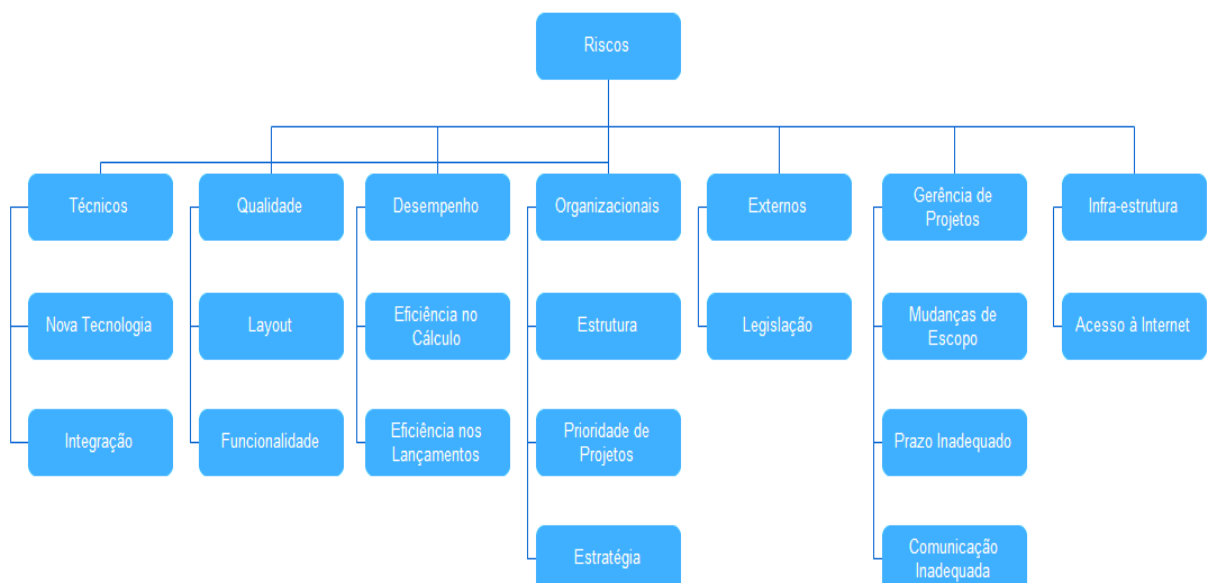 Riscos
Técnicos
Qualidade
Desempenho
Organizacionais
Externos
Gerência de
Projetos
Infra-estrutura
Nova Tecnologia
Layout
Eficiência no
Cálculo
Estrutura
Legislação
Mudanças de
Escopo
Acesso à Internet
Integração
Funcionalidade
Eficiência nos
Lançamentos
Prioridade de
Projetos
Prazo Inadequado
Estratégia
Comunicação
Inadequada